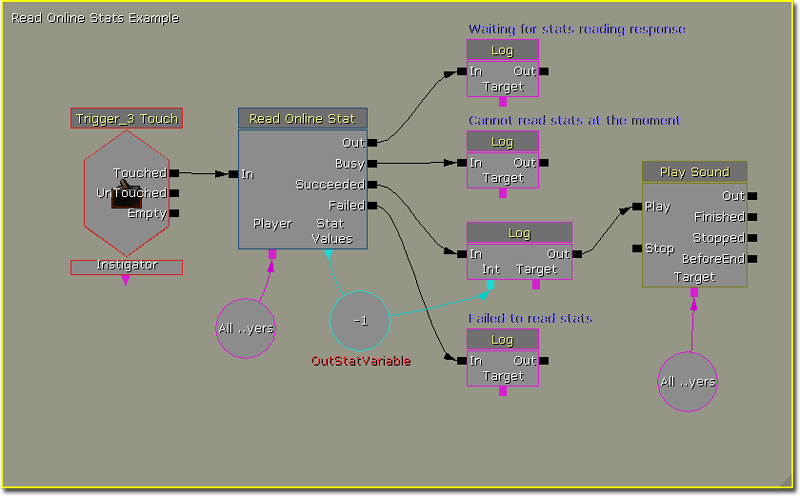 Read Online Stats Example
Waiting for stats reading response
Log
In Out
Target
Cannot read stats at the moment
Log
In Out
Target
Trigger_3 Touch
Touched
UnTouched
Empty
Instigator
Read Online Stat
In
Out
Busy
Succeeded
Failed
Player
Stat
Values
All ..yers
-1
OutStatVariable
Log
In Out
Int Target
Failed to read stats
Log
In Out
Target
Play Sound
Play
Stop
Out
Finished
Stopped
BeforeEnd
Target
All ..yers